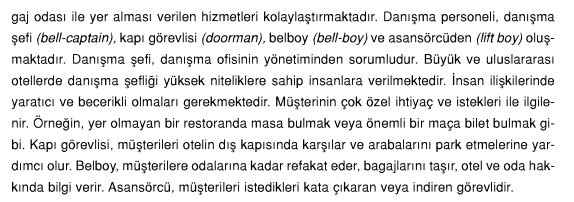 gaj odası ile yer alması verilen hizmetleri kolaylaştırmaktadır. Danışma personeli, danışma
şefi (bell-captain), kapı görevlisi (doorman), belboy (bell-boy) ve asansörcüden (lift boy) oluş-
maktadır. Danışma şefi, danışma ofisinin yönetiminden sorumludur. Büyük ve uluslararası
otellerde danışma şefliği yüksek niteliklere sahip insanlara verilmektedir. İnsan ilişkilerinde
yaratıcı ve becerikli olmaları gerekmektedir. Müşterinin çok özel ihtiyaç ve istekleri ile ilgile-
nir. Örneğin, yer olmayan bir restoranda masa bulmak veya önemli bir maça bilet bulmak gi-
bi. Kapı görevlisi, müşterileri otelin dış kapısında karşılar ve arabalarını park etmelerine yar-
dımcı olur. Belboy, müşterilere odalarına kadar refakat eder, bagajlarını taşır, otel ve oda hak-
kında bilgi verir. Asansörcü, müşterileri istedikleri kata çıkaran veya indiren görevlidir.